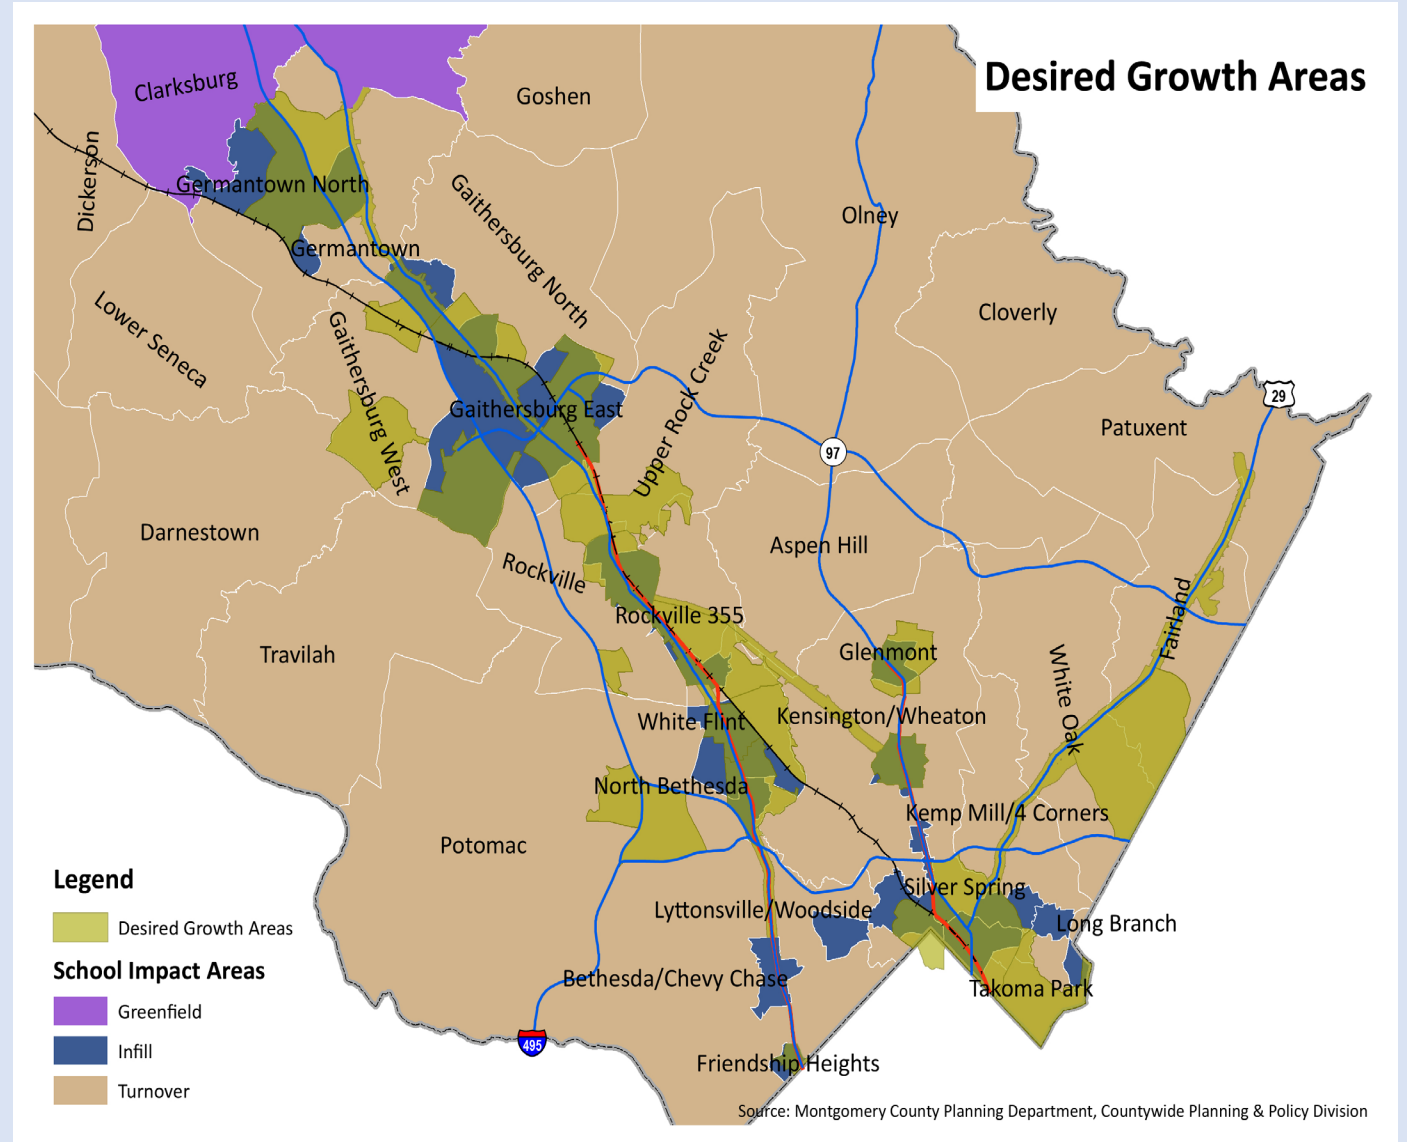 Desired Growth Areas
Clarksburg
Goshen
Dickerson
Germantown North
Gaithersburg North
Olney
Germantown
Lower Seneca
Gaithersburg West
Cloverly
Upper Rock Creek
29
Gaithersburg East
Patuxent
97
Darnestown
Aspen Hill
Rockville
Rockville 355
Fairland
Travilah
Glenmont
White Oak
White Flint
Kensington/Wheaton
North Bethesda
Kemp Mill/4 Corners
Potomac
Silver Spring
Lyttonsville/Woodside
Long Branch
Bethesda/Chevy Chase
Takoma Park
495
Friendship Heights
Legend
Desired Growth Areas
School Impact Areas
Greenfield
Infill
Turnover
Source: Montgomery County Planning Department, Countywide Planning & Policy Division